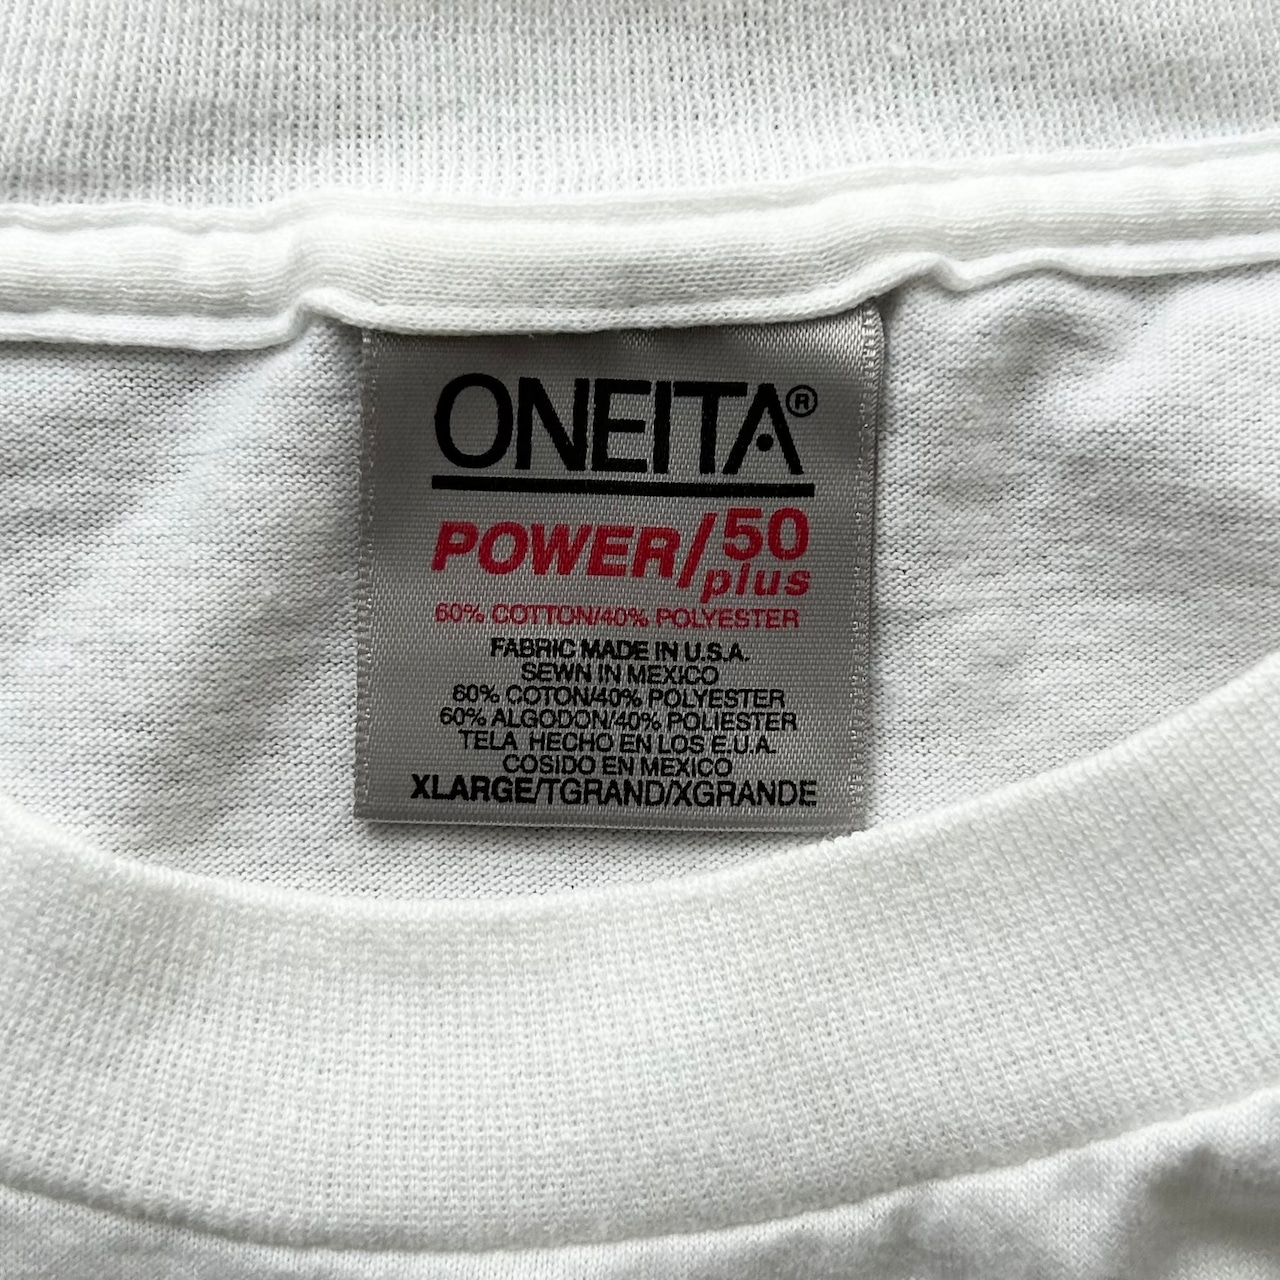 ONEITA®
POWER/50 plus
60% COTTON/40% POLYESTER
FABRIC MADE IN U.S.A.
SEWN IN MEXICO
60% COTON/40% POLYESTER
60% ALGODON/40% POLIESTER
TELA HECHO EN LOS E.U.A.
COSIDO EN MEXICO
XLARGE/TGRAND/XGRANDE